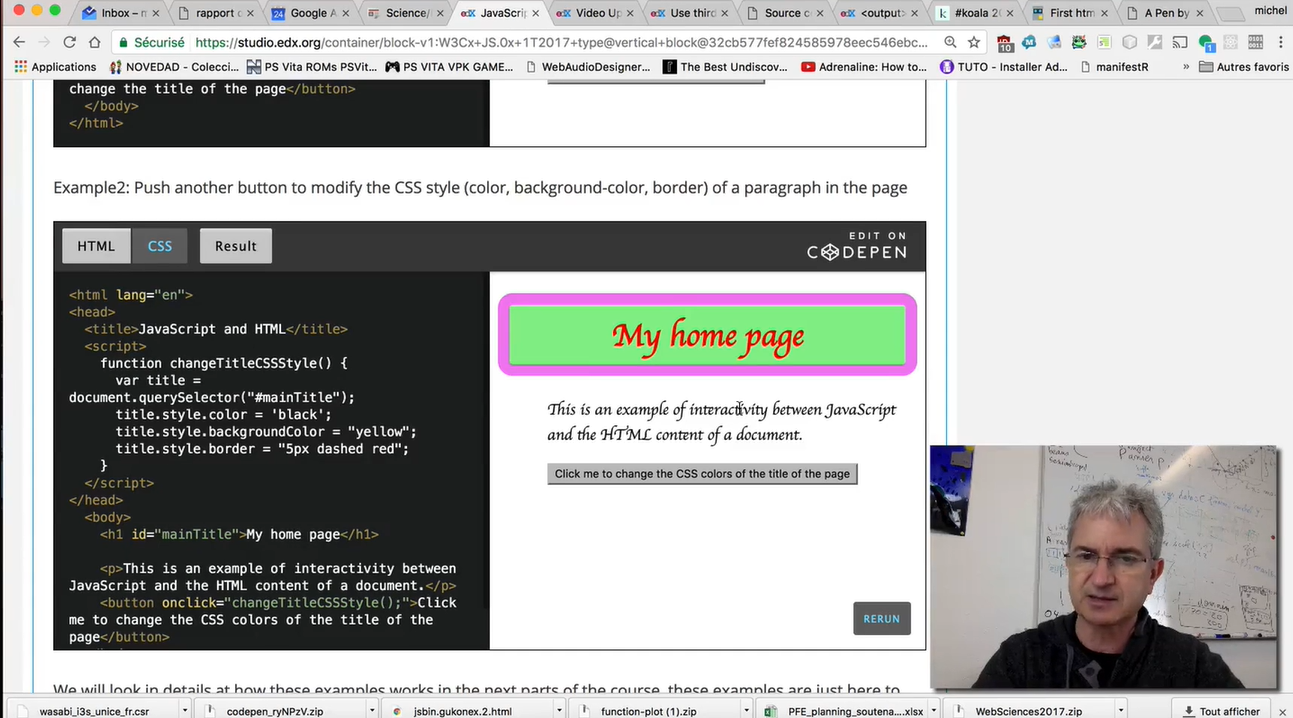 Inbox – n
rapport c
Google A
Science/
JavaScrip
Video Up
Use third
Source c
<output>
#koala 20
First htm
A Pen by
michel
Sécurisé https://studio.edx.org/container/block-v1:W3Cx+JS.0x+1T2017+type@vertical+block@32cb577fef824585978eec546ebc...
Applications
NOVEDAD - Colecci...
PS Vita ROMs PSVit...
PS VITA VPK GAME...
WebAudioDesigner...
The Best Undiscov...
Adrenaline: How to...
TUTO - Installer Ad...
manifestR
»
Autres favoris
change the title of the page</button>
</body>
</html>
Example2: Push another button to modify the CSS style (color, background-color, border) of a paragraph in the page
HTML
CSS
Result
EDIT ON
CODEPEN
<html lang="en">
<head>
<title>JavaScript and HTML</title>
<script>
function changeTitleCSSStyle() {
var title =
document.querySelector("#mainTitle");
title.style.color = 'black';
title.style.backgroundColor = "yellow";
title.style.border = "5px dashed red";
}
</script>
</head>
<body>
<h1 id="mainTitle">My home page</h1>
<p>This is an example of interactivity between
JavaScript and the HTML content of a document.</p>
<button onclick="changeTitleCSSStyle();">Click
me to change the CSS colors of the title of the
page</button>
My home page
This is an example of interactivity between JavaScript
and the HTML content of a document.
Click me to change the CSS colors of the title of the page
RERUN
We will look in details at how these examples works in the next parts of the course, these examples are just here to
wasabi_i3s_unice_fr.csr
codepen_ryNPzV.zip
jsbin.gukonex.2.html
function-plot (1).zip
PFE_planning_soutena....xlsx
WebSciences2017.zip
Tout afficher